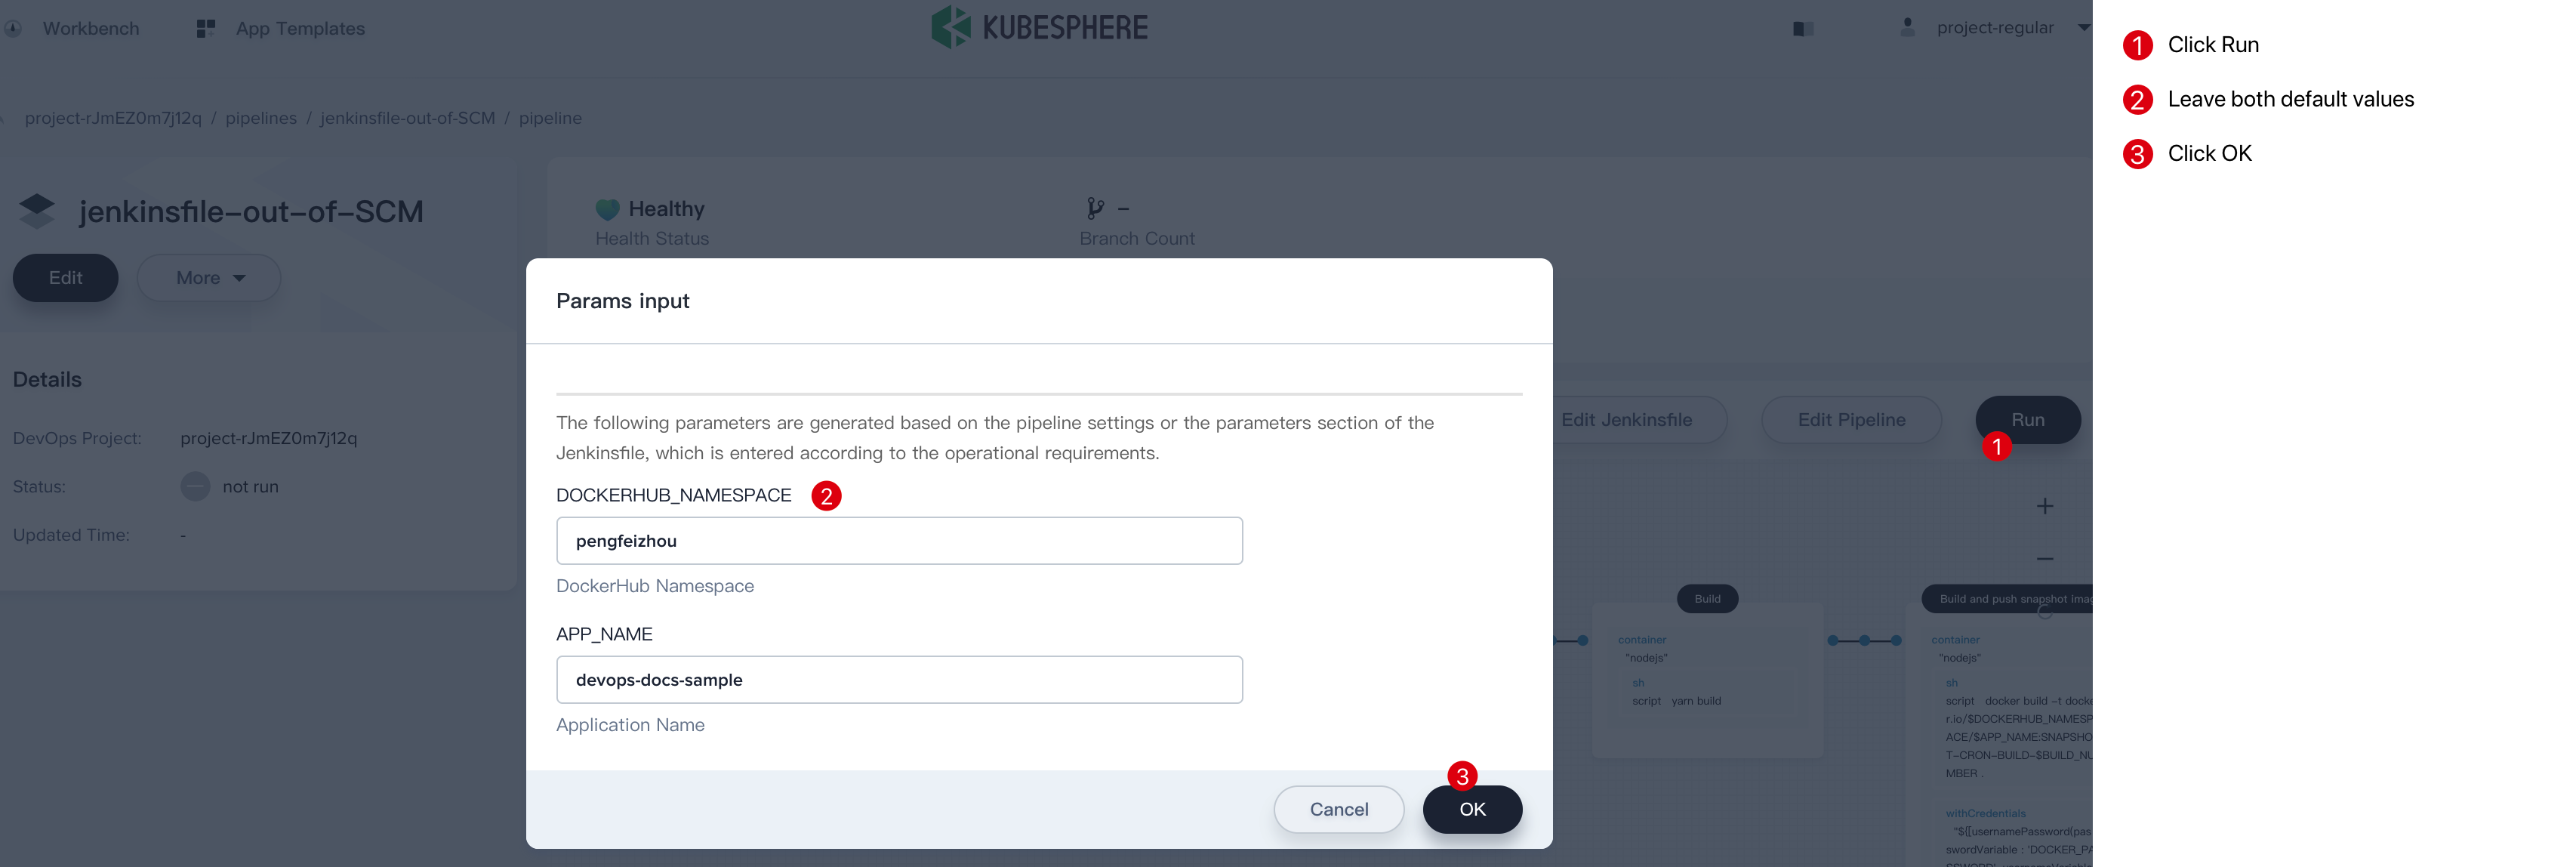 Workbench
App Templates
KUBESPHERE
project-regular
project-rJmEZ0m7j12q / pipelines / jenkinsfile-out-of-SCM / pipeline
jenkinsfile-out-of-SCM
Edit
More
Healthy
Health Status
–
Branch Count
Details
DevOps Project: project-rJmEZ0m7j12q
Status: not run
Updated Time: -
Params input
The following parameters are generated based on the pipeline settings or the parameters section of the
Jenkinsfile, which is entered according to the operational requirements.
DOCKERHUB_NAMESPACE 2
pengfeizhou
DockerHub Namespace
APP_NAME
devops-docs-sample
Application Name
3
Cancel
OK
Edit Jenkinsfile
Edit Pipeline
Run
1
+
–
Build
container
"nodejs"
sh
script yarn build
Build and push snapshot imag
container
"nodejs"
sh
script docker build -t docke
r.io/$DOCKERHUB_NAMESP
ACE/$APP_NAME:SNAPSHO
T-CRON-BUILD-$BUILD_NU
MBER .
withCredentials
"${[usernamePassword(pas
swordVariable : 'DOCKER_PA
1 Click Run
2 Leave both default values
3 Click OK